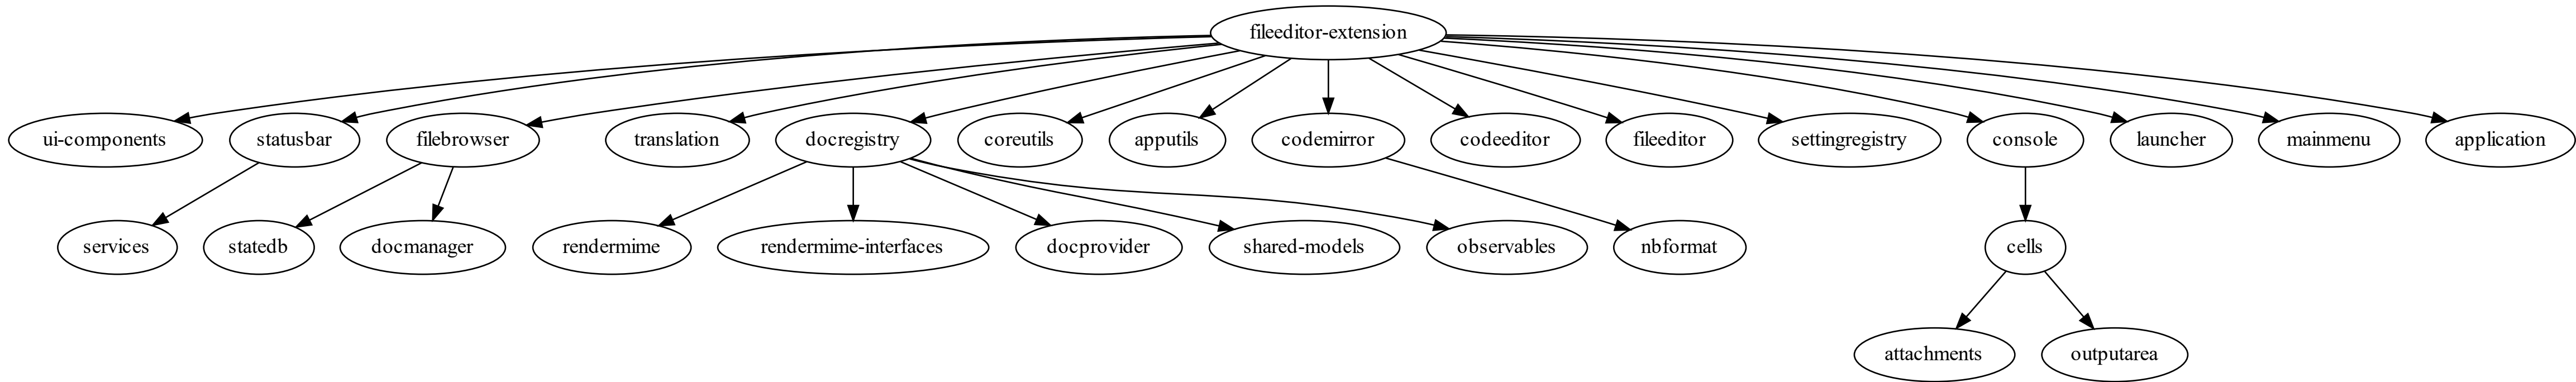 fileeditor-extension
ui-components
statusbar
filebrowser
translation
docregistry
coreutils
apputils
codemirror
codeeditor
fileeditor
settingregistry
console
launcher
mainmenu
application
services
statedb
docmanager
rendermime
rendermime-interfaces
docprovider
shared-models
observables
nbformat
cells
attachments
outputarea